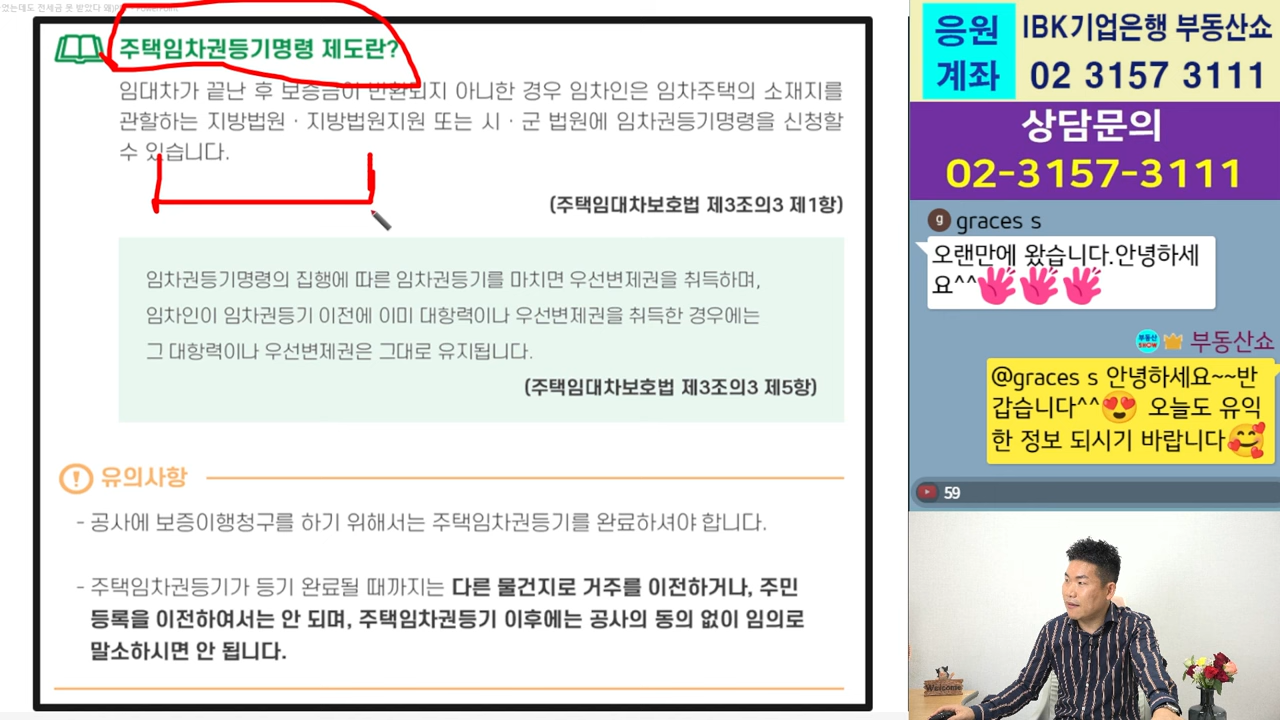 었는데도 전세금 못 받았다 왜)P
PowerPoint
주택임차권등기명령 제도란?
임대차가 끝난 후 보증금이 반환되지 아니한 경우 임차인은 임차주택의 소재지를
관할하는 지방법원 · 지방법원지원 또는 시 · 군 법원에 임차권등기명령을 신청할
수 있습니다.
(주택임대차보호법 제3조의3 제1항)
임차권등기명령의 집행에 따른 임차권등기를 마치면 우선변제권을 취득하며,
임차인이 임차권등기 이전에 이미 대항력이나 우선변제권을 취득한 경우에는
그 대항력이나 우선변제권은 그대로 유지됩니다.
(주택임대차보호법 제3조의3 제5항)
유의사항
- 공사에 보증이행청구를 하기 위해서는 주택임차권등기를 완료하셔야 합니다.
- 주택임차권등기가 등기 완료될 때까지는 다른 물건지로 거주를 이전하거나, 주민
등록을 이전하여서는 안 되며, 주택임차권등기 이후에는 공사의 동의 없이 임의로
말소하시면 안 됩니다.
응원
계좌
IBK기업은행 부동산쇼
02 3157 3111
상담문의
02-3157-3111
g graces s
오랜만에 왔습니다.안녕하세
요^^
부동산
SHOW
부동산쇼
@graces s 안녕하세요~~반
갑습니다^^ 오늘도 유익
한 정보 되시기 바랍니다
59
Welcome